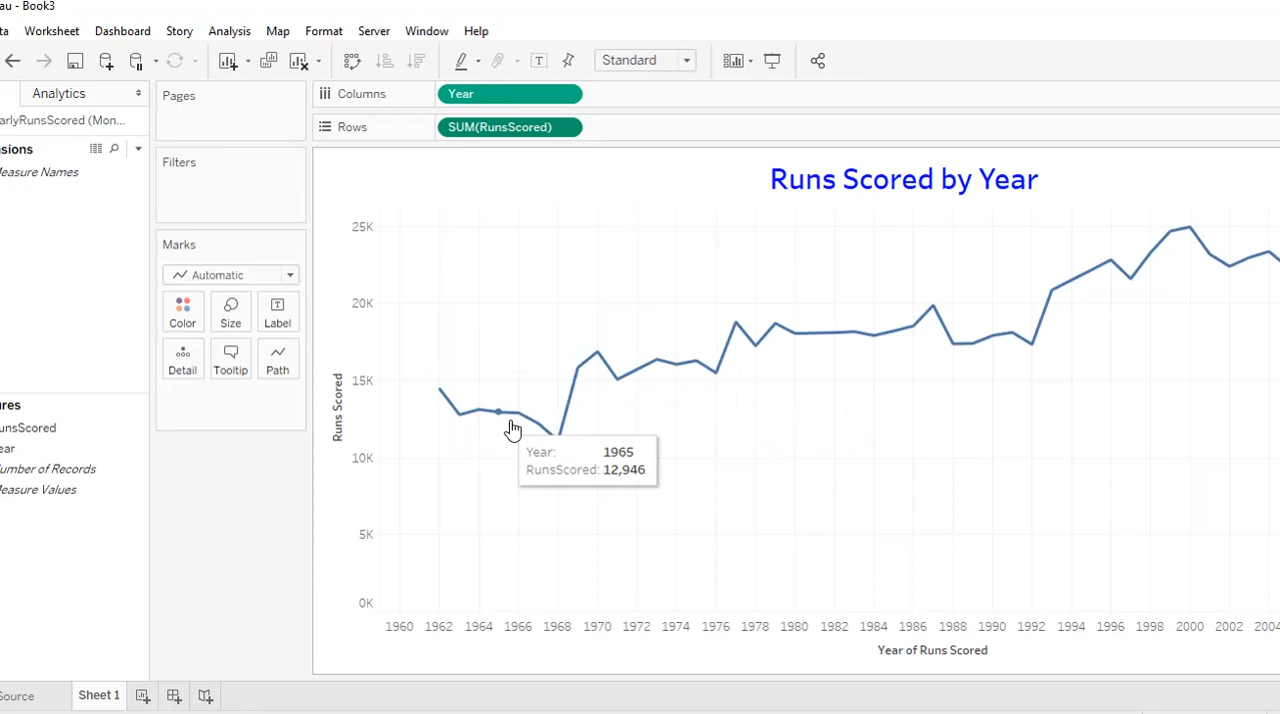 au - Book3
ta Worksheet Dashboard Story Analysis Map Format Server Window Help
Standard
Analytics
Pages
Columns Year
arlyRunsScored (Mon...
Rows SUM(RunsScored)
nsions
easure Names
Filters
Marks
Automatic
Color Size Label
Detail Tooltip Path
ures
unsScored
ear
umber of Records
easure Values
Runs Scored by Year
25K
20K
15K
10K
5K
0K
Runs Scored
Year: 1965
RunsScored: 12,946
1960 1962 1964 1966 1968 1970 1972 1974 1976 1978 1980 1982 1984 1986 1988 1990 1992 1994 1996 1998 2000 2002 2004
Year of Runs Scored
Source Sheet 1